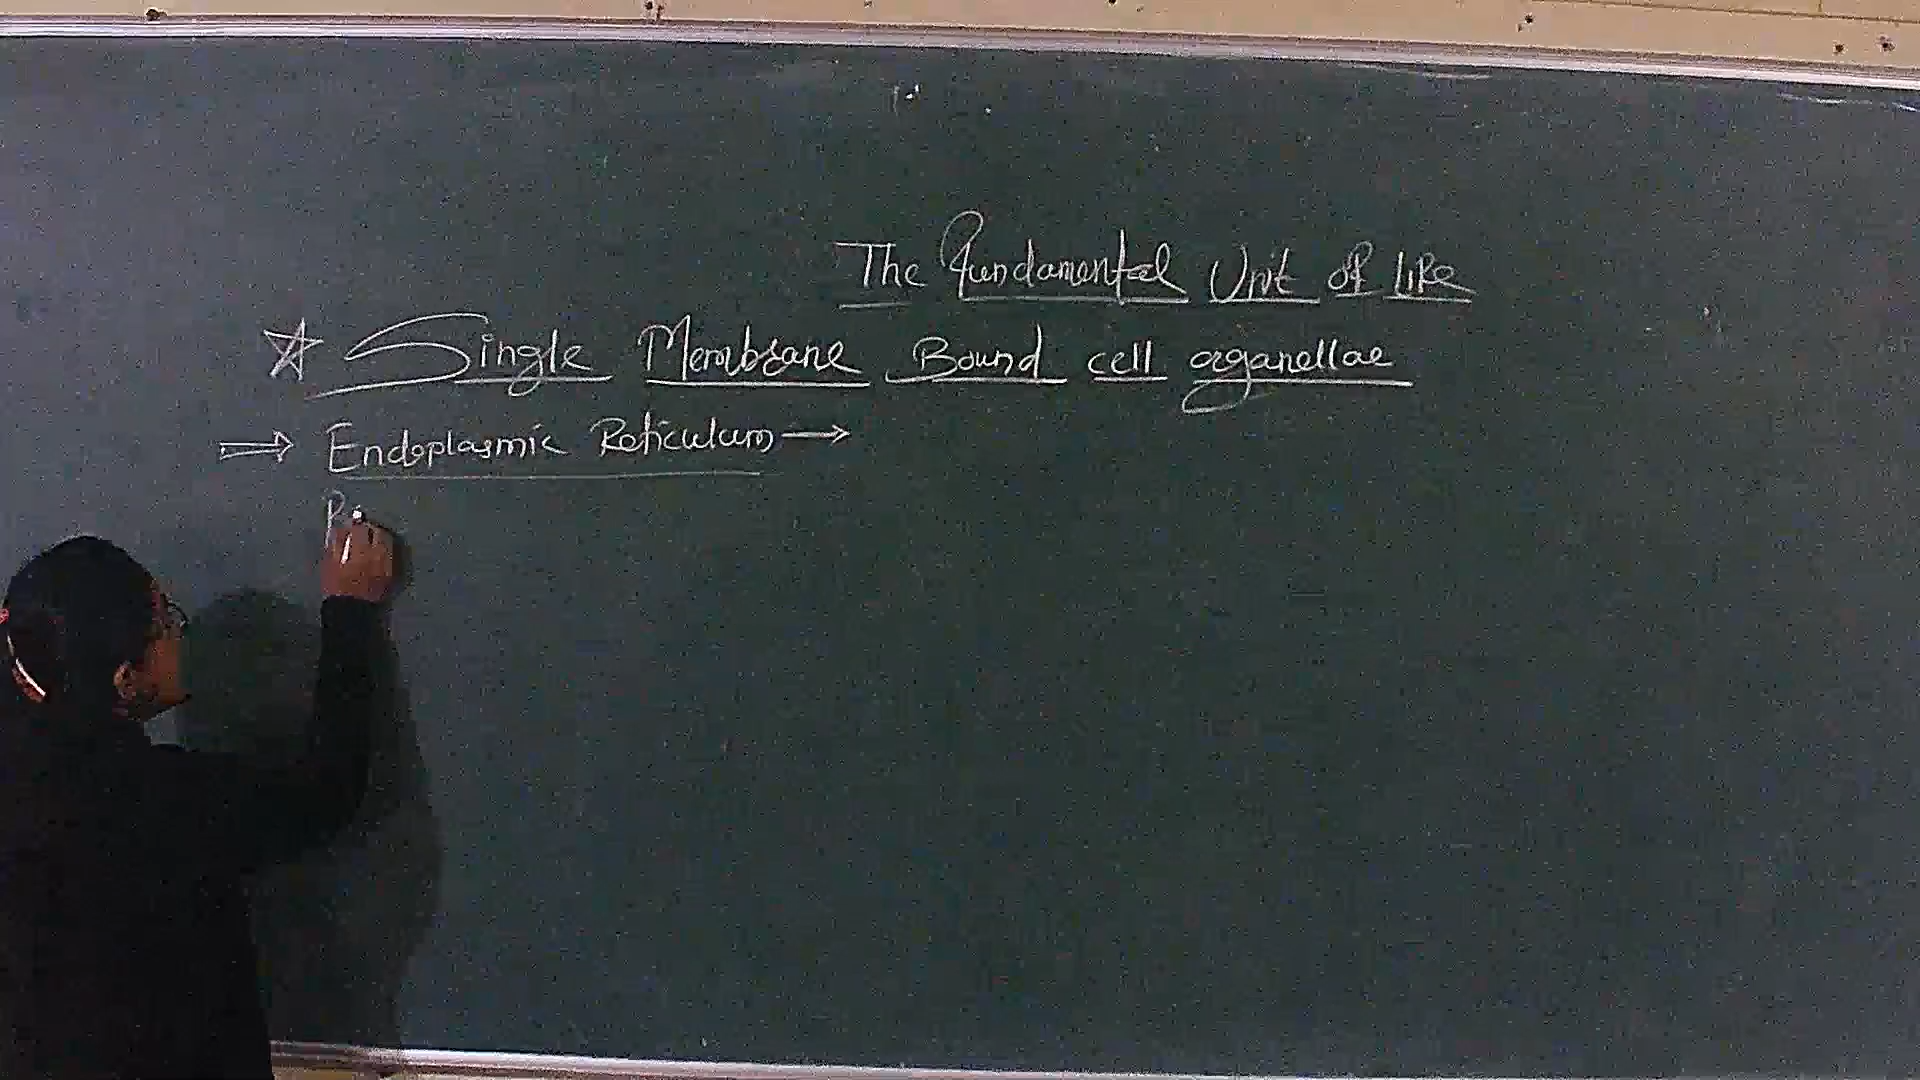 The Fundamental Unit of Life
☆ Single Membrane Bound cell organellae
⇒ Endoplasmic Reticulum →